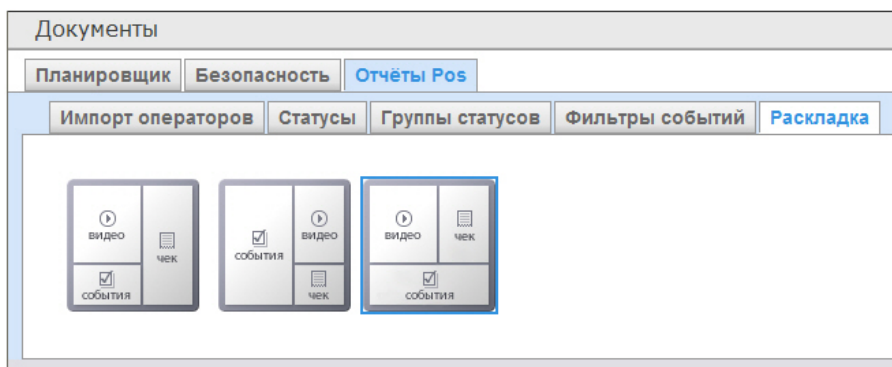 Документы
Планировщик Безопасность Отчёты Pos
Импорт операторов Статусы Группы статусов Фильтры событий Раскладка
видео чек события
события видео чек
видео чек события